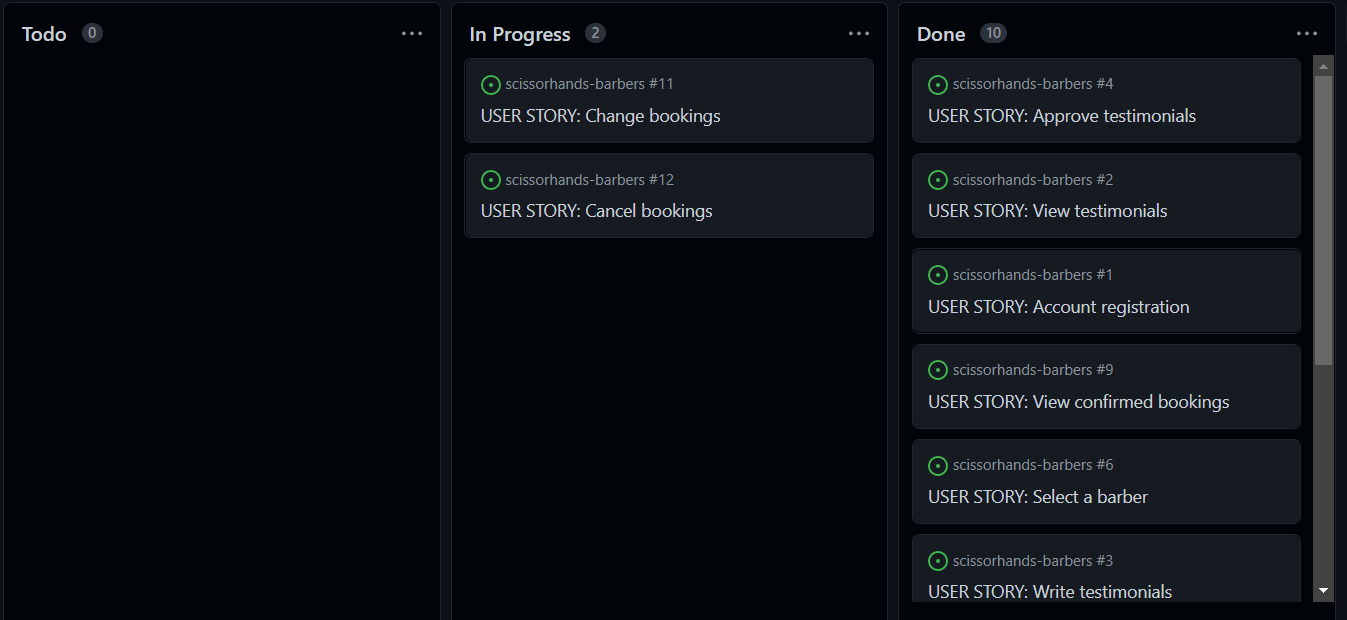 Todo 0
In Progress 2
scissorhands-barbers #11
USER STORY: Change bookings
scissorhands-barbers #12
USER STORY: Cancel bookings
Done 10
scissorhands-barbers #4
USER STORY: Approve testimonials
scissorhands-barbers #2
USER STORY: View testimonials
scissorhands-barbers #1
USER STORY: Account registration
scissorhands-barbers #9
USER STORY: View confirmed bookings
scissorhands-barbers #6
USER STORY: Select a barber
scissorhands-barbers #3
USER STORY: Write testimonials